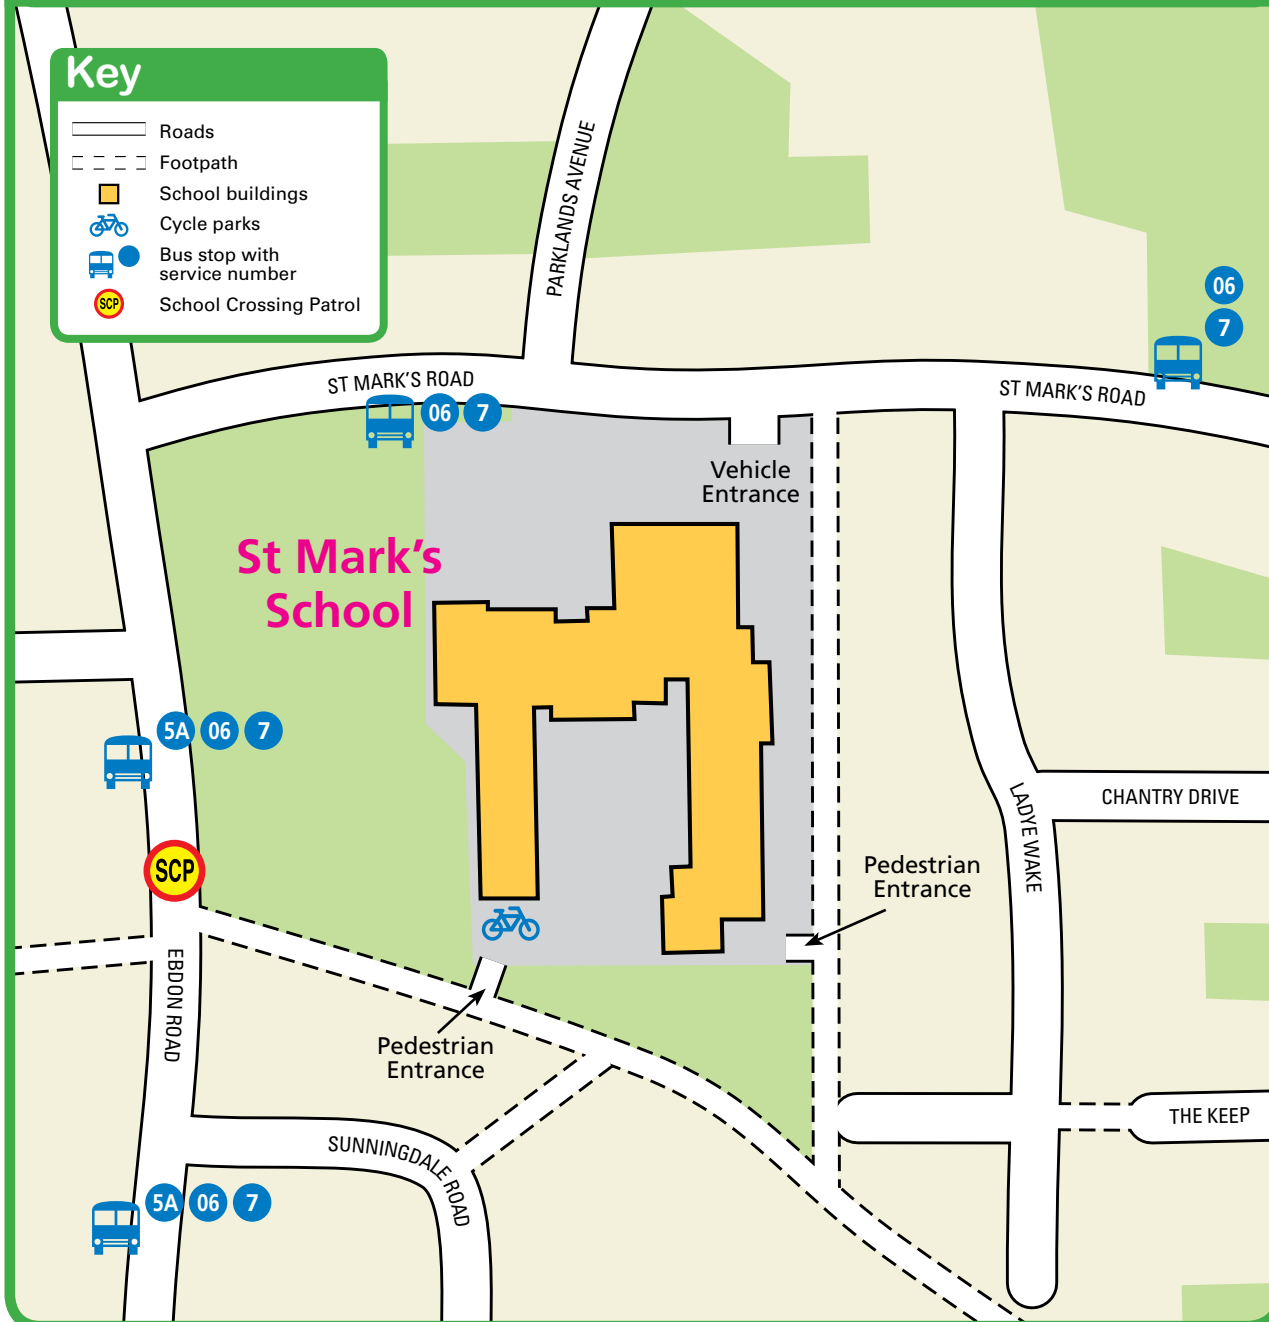 Key
Roads
Footpath
School buildings
Cycle parks
Bus stop with
service number
SCP
School Crossing Patrol
PARKLANDS AVENUE
06
7
ST MARK'S ROAD
ST MARK'S ROAD
06 7
Vehicle
Entrance
St Mark's
School
5A 06 7
LADYE WAKE
CHANTRY DRIVE
SCP
Pedestrian
Entrance
EBDON ROAD
Pedestrian
Entrance
THE KEEP
SUNNINGDALE ROAD
5A 06 7